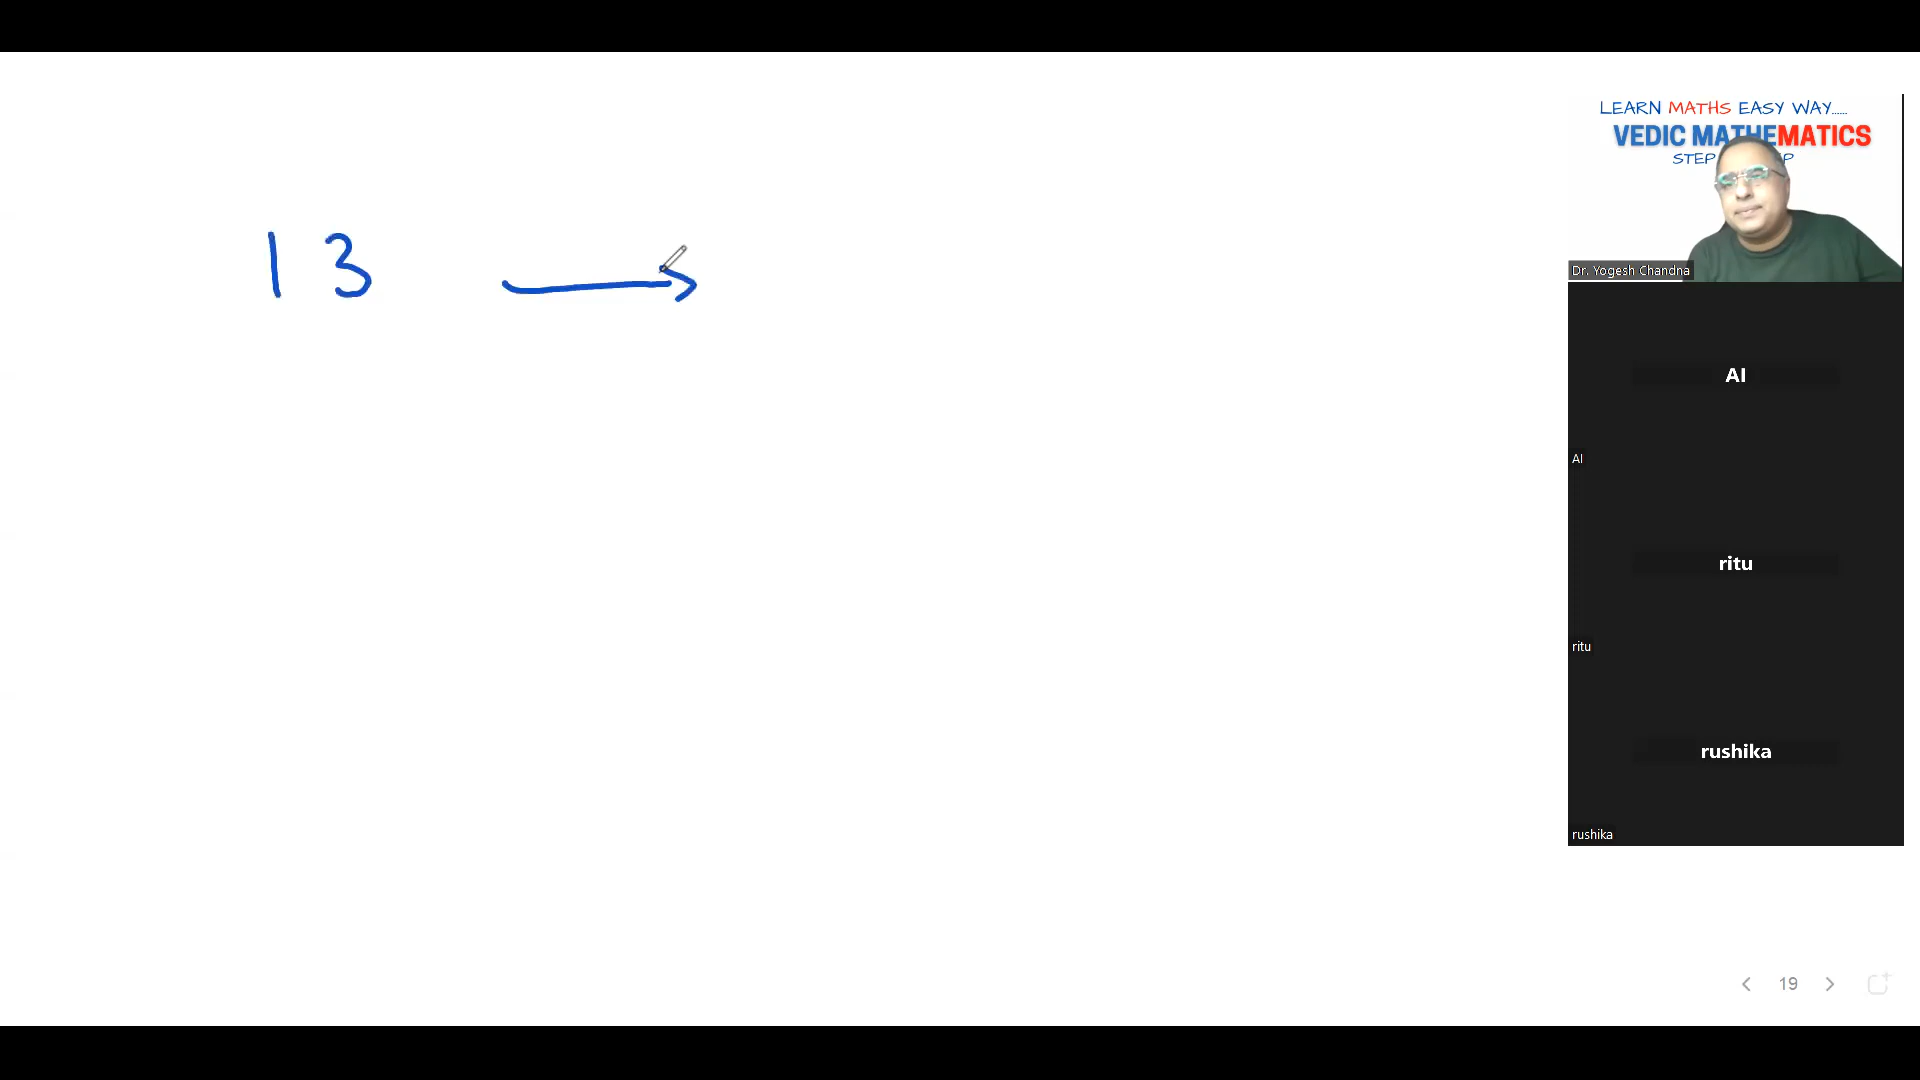 LEARN MATHS EASY WAY......
VEDIC MATHEMATICS
STEP P
13 →
Dr. Yogesh Chandna
AI
AI
ritu
ritu
rushika
rushika
19